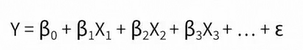 Y = β₀ + β₁X₁ + β₂X₂ + β₃X₃ + … + ε